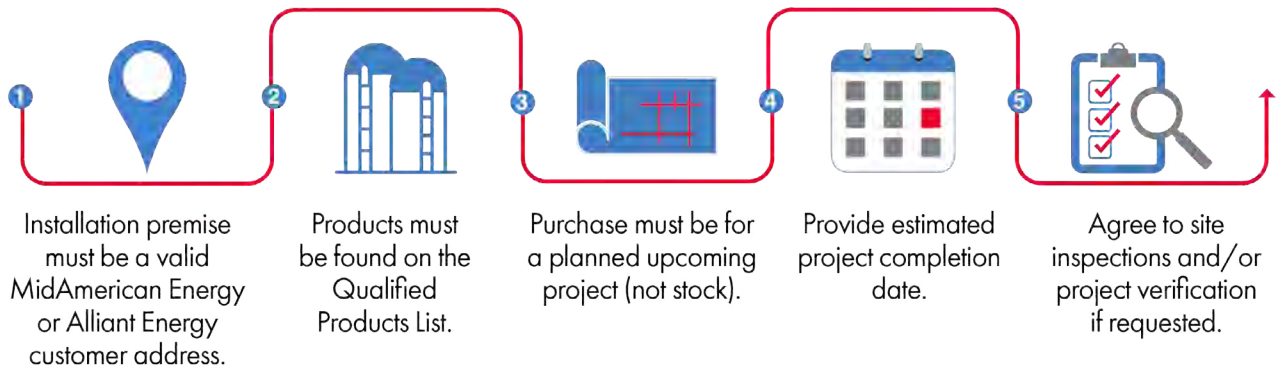 1
Installation premise
must be a valid
MidAmerican Energy
or Alliant Energy
customer address.
2
Products must
be found on the
Qualified
Products List.
3
Purchase must be for
a planned upcoming
project (not stock).
4
Provide estimated
project completion
date.
5
Agree to site
inspections and/or
project verification
if requested.